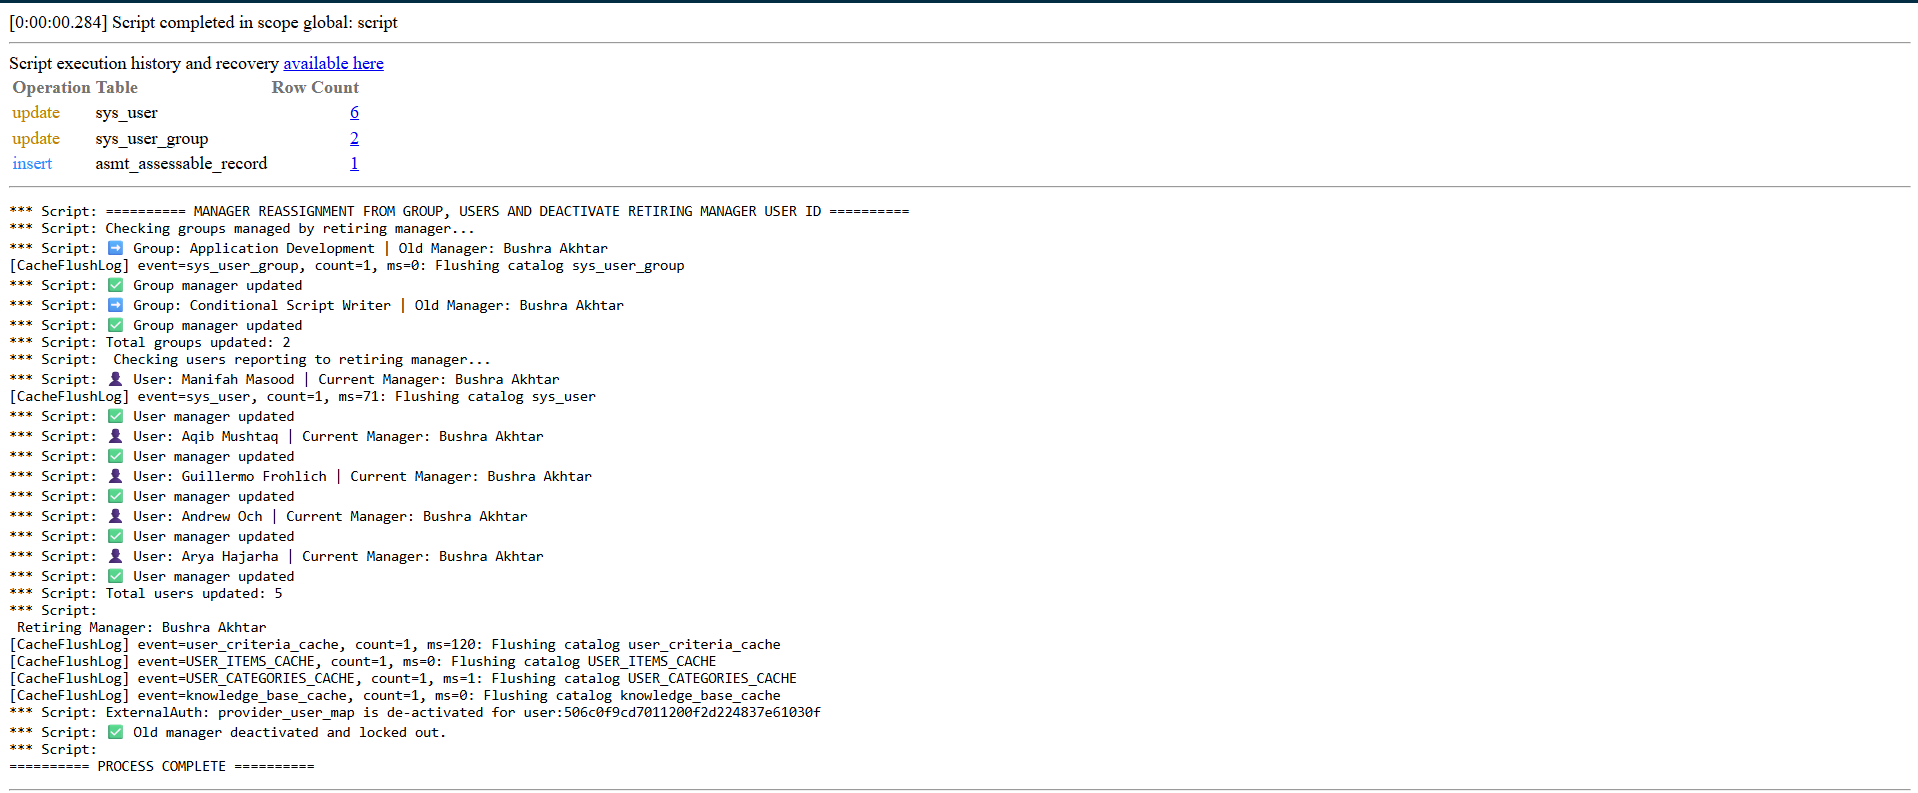 [0:00:00.284] Script completed in scope global: script
Script execution history and recovery available here
Operation Table Row Count
update sys_user 6
update sys_user_group 2
insert asmt_assessable_record 1
*** Script: ========== MANAGER REASSIGNMENT FROM GROUP, USERS AND DEACTIVATE RETIRING MANAGER USER ID ==========
*** Script: Checking groups managed by retiring manager...
*** Script: ➡️ Group: Application Development | Old Manager: Bushra Akhtar
[CacheFlushLog] event=sys_user_group, count=1, ms=0: Flushing catalog sys_user_group
*** Script: ✅ Group manager updated
*** Script: ➡️ Group: Conditional Script Writer | Old Manager: Bushra Akhtar
*** Script: ✅ Group manager updated
*** Script: Total groups updated: 2
*** Script:  Checking users reporting to retiring manager...
*** Script: 👤 User: Manifah Masood | Current Manager: Bushra Akhtar
[CacheFlushLog] event=sys_user, count=1, ms=71: Flushing catalog sys_user
*** Script: ✅ User manager updated
*** Script: 👤 User: Aqib Mushtaq | Current Manager: Bushra Akhtar
*** Script: ✅ User manager updated
*** Script: 👤 User: Guillermo Frohlich | Current Manager: Bushra Akhtar
*** Script: ✅ User manager updated
*** Script: 👤 User: Andrew Och | Current Manager: Bushra Akhtar
*** Script: ✅ User manager updated
*** Script: 👤 User: Arya Hajarha | Current Manager: Bushra Akhtar
*** Script: ✅ User manager updated
*** Script: Total users updated: 5
*** Script:
Retiring Manager: Bushra Akhtar
[CacheFlushLog] event=user_criteria_cache, count=1, ms=120: Flushing catalog user_criteria_cache
[CacheFlushLog] event=USER_ITEMS_CACHE, count=1, ms=0: Flushing catalog USER_ITEMS_CACHE
[CacheFlushLog] event=USER_CATEGORIES_CACHE, count=1, ms=1: Flushing catalog USER_CATEGORIES_CACHE
[CacheFlushLog] event=knowledge_base_cache, count=1, ms=0: Flushing catalog knowledge_base_cache
*** Script: ExternalAuth: provider_user_map is de-activated for user:506c0f9cd7011200f2d224837e61030f
*** Script: ✅ Old manager deactivated and locked out.
*** Script:
========== PROCESS COMPLETE ==========